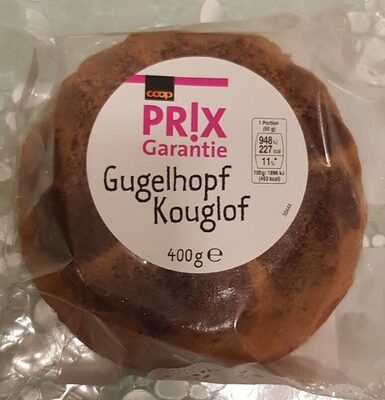 coop
PR!X
Garantie
Gugelhopf
Kouglof
400g e
1 Portion
(50 g)
948 kJ
227 kcal
11%*
100g: 1896 kJ
(453 kcal)
50444